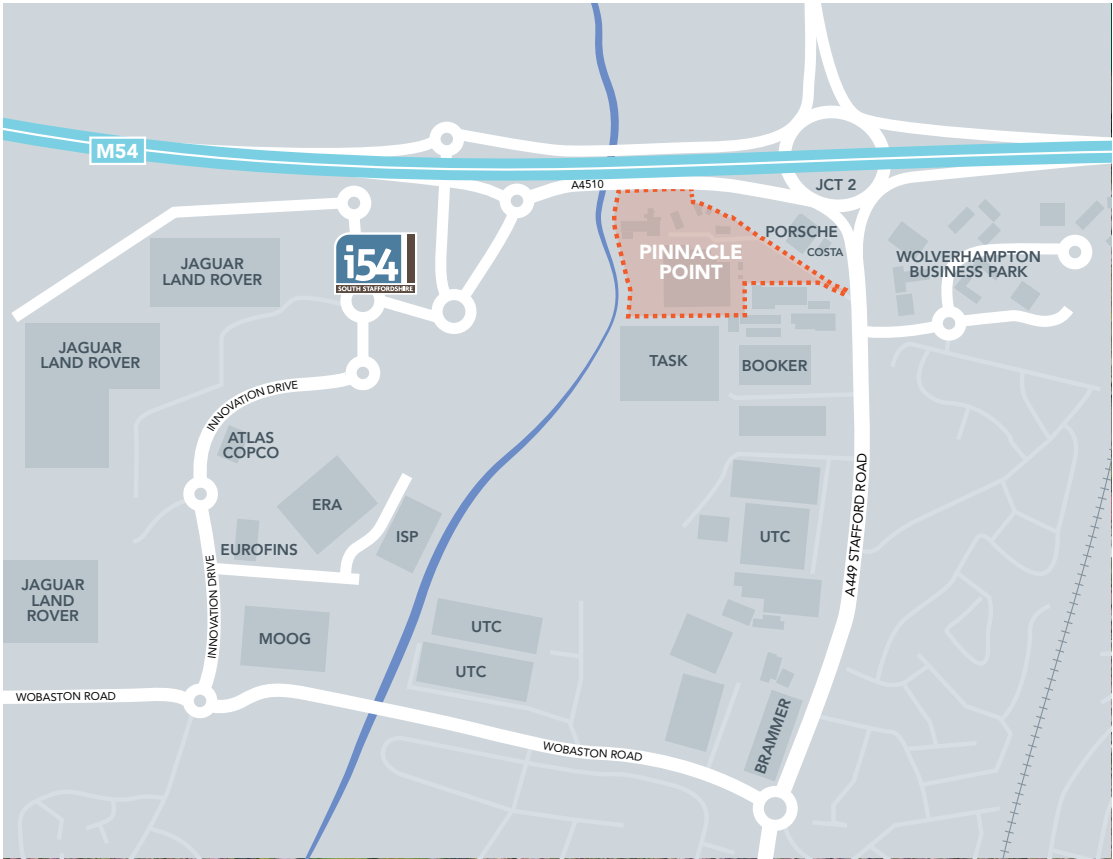 M54
A4510
JCT 2
PORSCHE
COSTA
PINNACLE
POINT
WOLVERHAMPTON
BUSINESS PARK
i54
SOUTH STAFFORDSHIRE
JAGUAR
LAND ROVER
JAGUAR
LAND ROVER
TASK
BOOKER
INNOVATION DRIVE
ATLAS
COPCO
ERA
ISP
EUROFINS
UTC
A449 STAFFORD ROAD
JAGUAR
LAND
ROVER
INNOVATION DRIVE
MOOG
UTC
UTC
WOBASTON ROAD
BRAMMER
WOBASTON ROAD